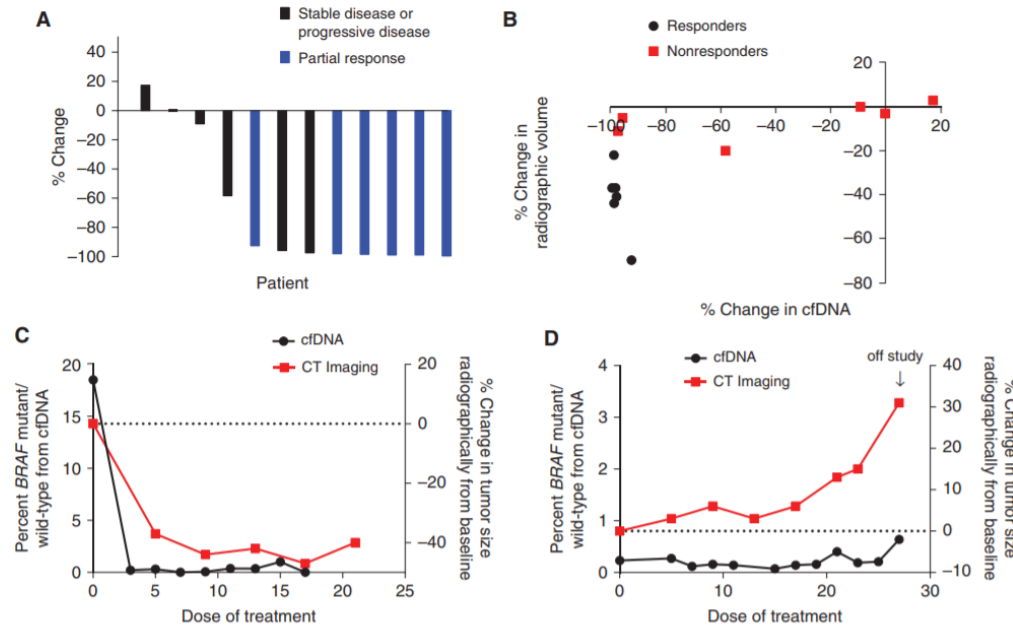 A
Stable disease or
progressive disease
Partial response
% Change
40
20
0
−20
−40
−60
−80
−100
Patient
B
Responders
Nonresponders
% Change in
radiographic volume
20
−100 −80 −60 −40 −20 20
−20
−40
−60
−80
% Change in cfDNA
C
cfDNA
CT Imaging
Percent BRAF mutant/
wild-type from cfDNA
20
15
10
5
0
20
0
−20
−40
% Change in tumor size
radiographically from baseline
0 5 10 15 20 25
Dose of treatment
D
cfDNA
CT Imaging
off study
↓
Percent BRAF mutant/
wild-type from cfDNA
4
3
2
1
0
40
30
20
10
0
−10
% Change in tumor size
radiographically from baseline
0 10 20 30
Dose of treatment